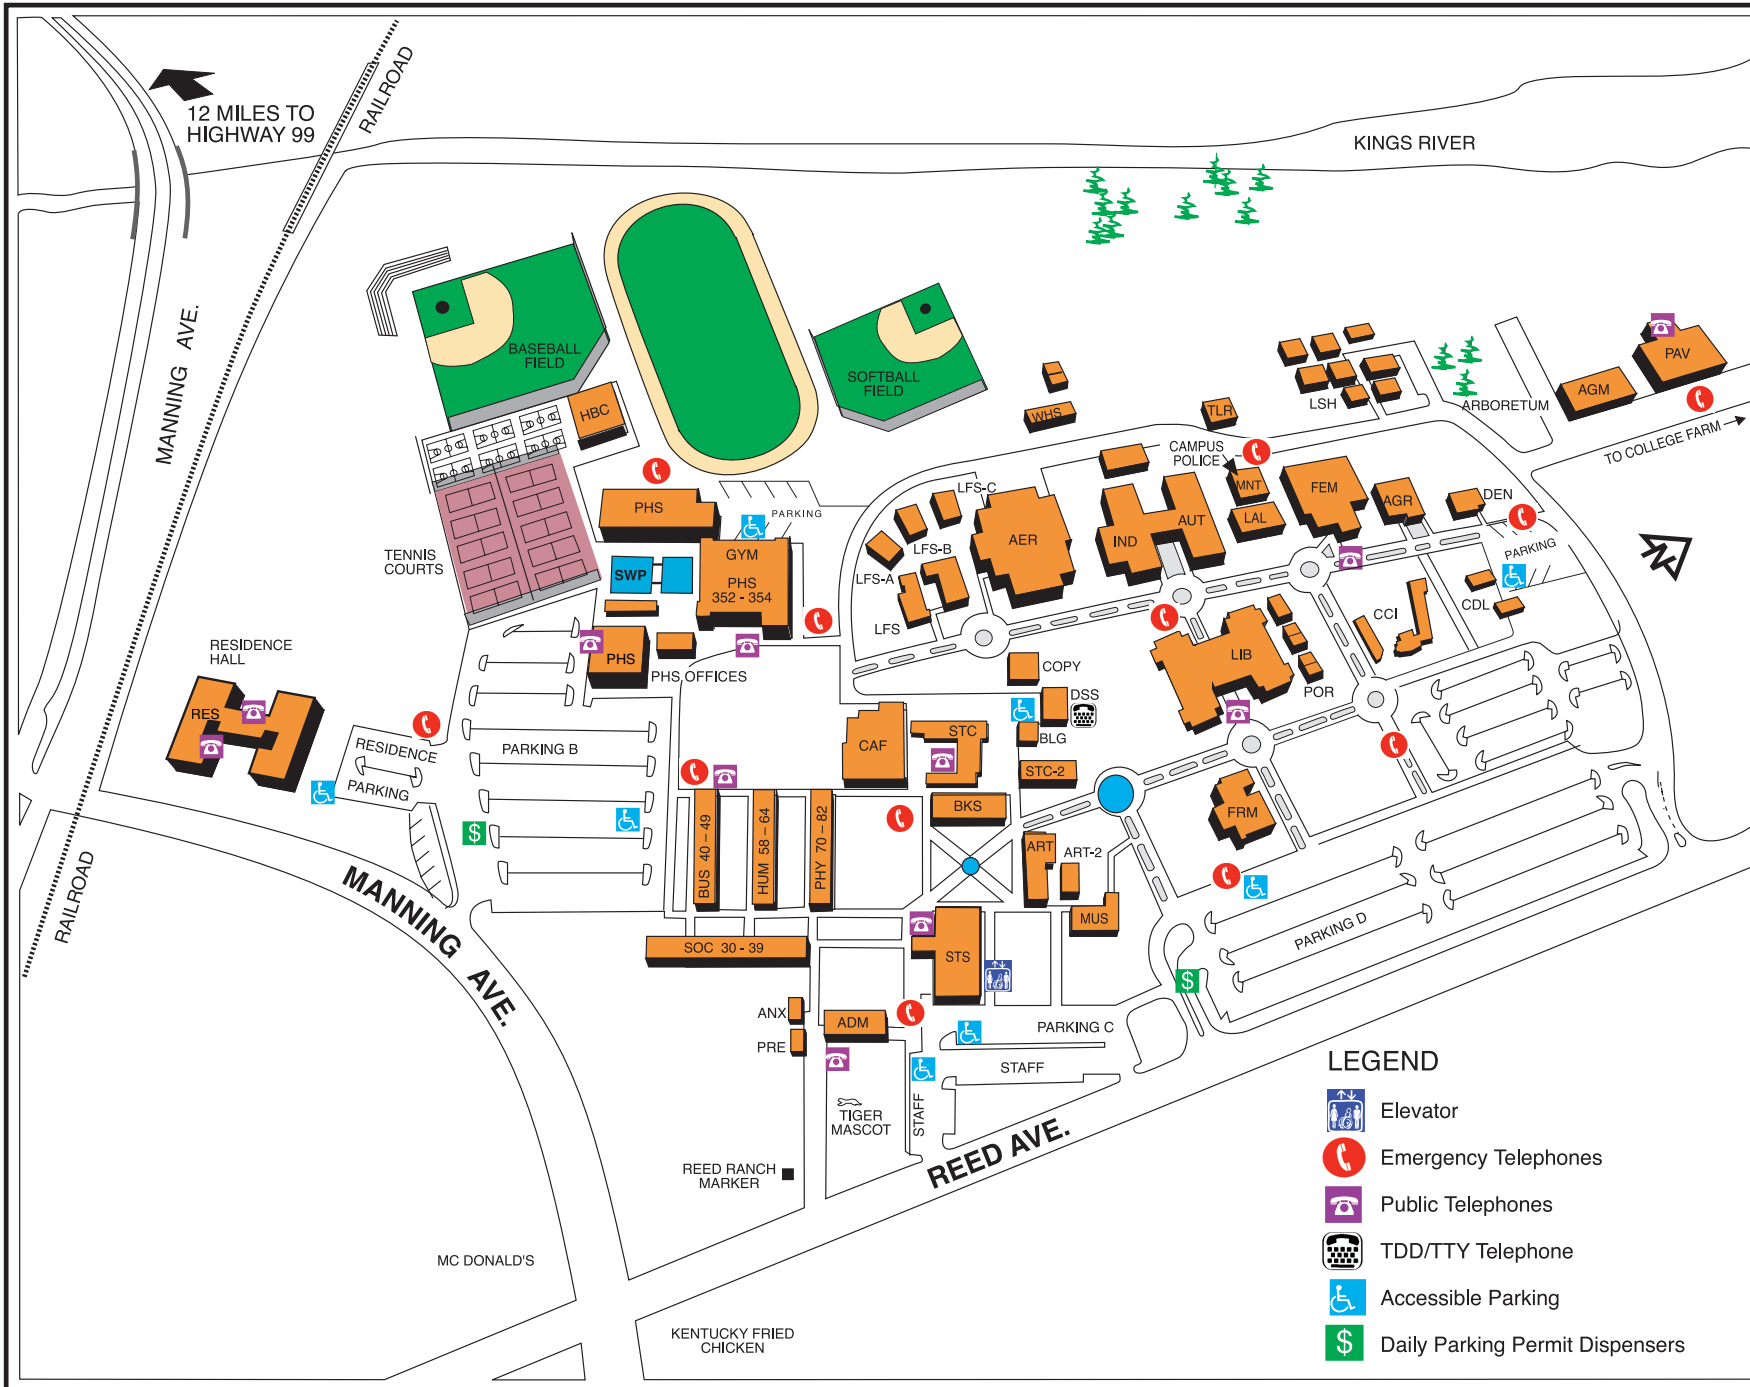 12 MILES TO
HIGHWAY 99
RAILROAD
KINGS RIVER
MANNING AVE.
BASEBALL
FIELD
SOFTBALL
FIELD
HBC
WHS
TLR
LSH
ARBORETUM
AGM
PAV
TO COLLEGE FARM
CAMPUS
POLICE
MNT
FEM
AGR
DEN
LAL
AUT
IND
AER
LFS-C
LFS-B
LFS-A
LFS
PHS
PARKING
GYM
PHS
352 - 354
SWP
TENNIS
COURTS
PHS
PHS OFFICES
PARKING
CDL
CCI
LIB
POR
COPY
DSS
BLG
STC
STC-2
CAF
RESIDENCE
HALL
RES
RESIDENCE
PARKING
PARKING B
BUS 40 – 49
HUM 58 – 64
PHY 70 – 82
BKS
ART
ART-2
MUS
FRM
PARKING D
SOC 30 - 39
STS
ANX
PRE
ADM
PARKING C
STAFF
STAFF
TIGER
MASCOT
REED RANCH
MARKER
RAILROAD
MANNING AVE.
REED AVE.
MC DONALD'S
KENTUCKY FRIED
CHICKEN
N
$
$
LEGEND
Elevator
Emergency Telephones
Public Telephones
TDD/TTY Telephone
Accessible Parking
$ Daily Parking Permit Dispensers